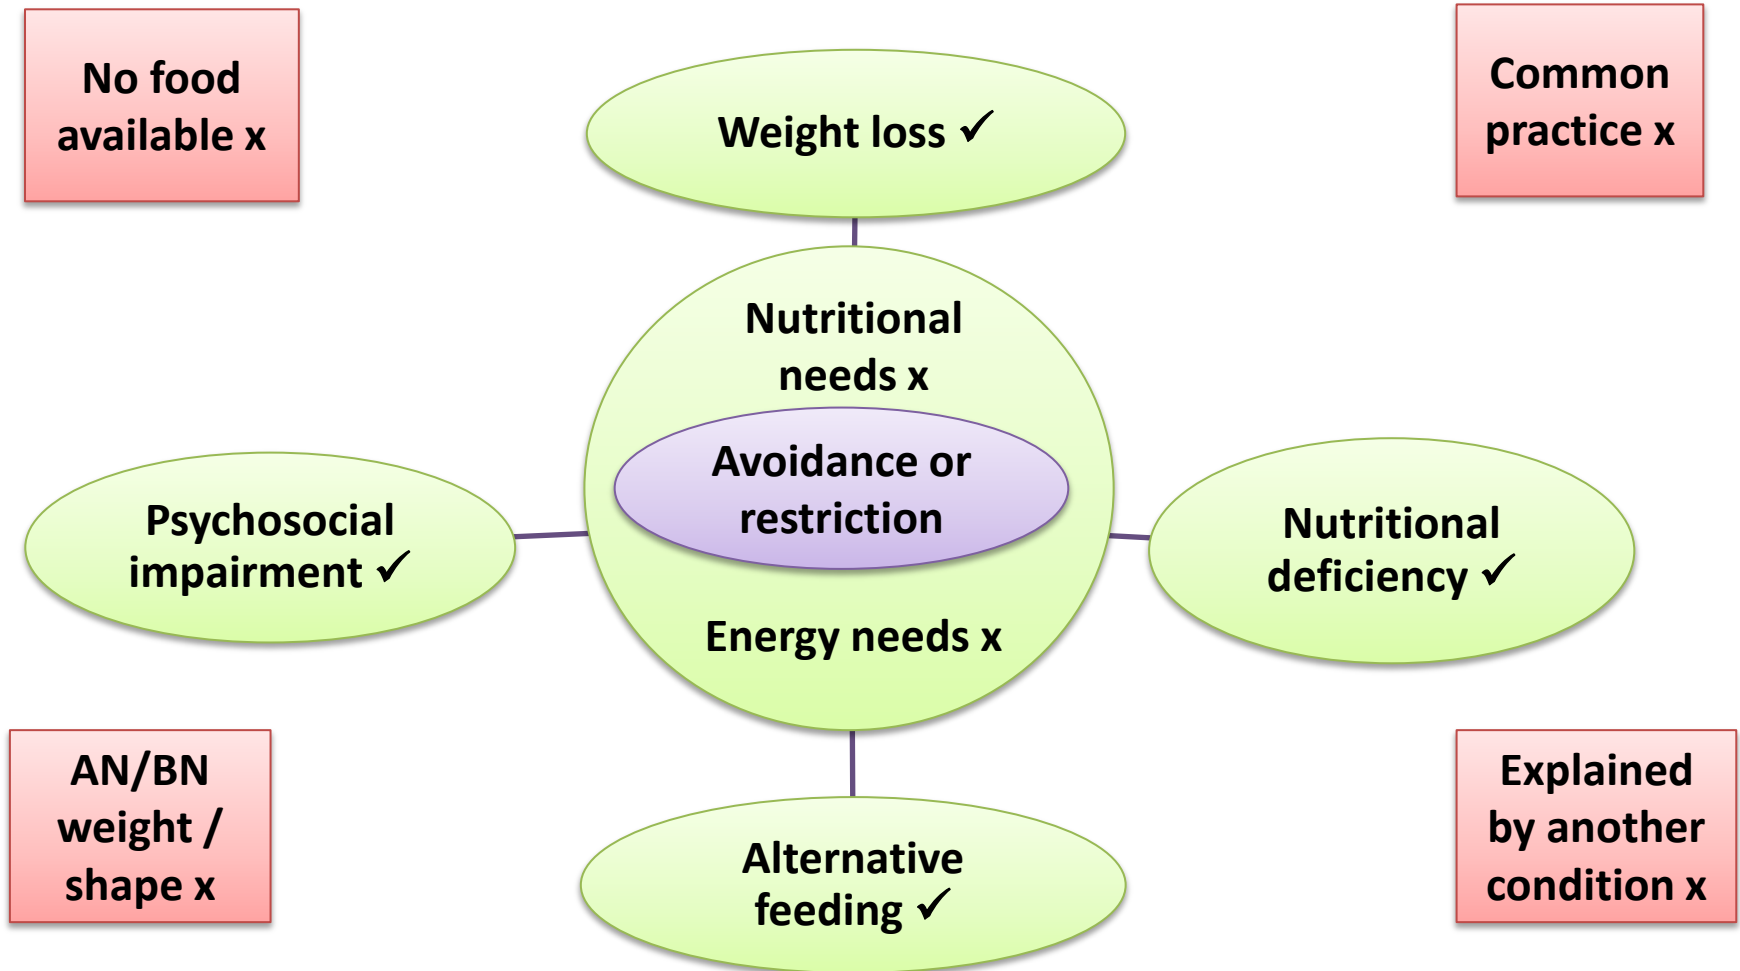 No food
available x
Weight loss ✓
Common
practice x
Nutritional
needs x
Avoidance or
restriction
Energy needs x
Psychosocial
impairment ✓
Nutritional
deficiency ✓
AN/BN
weight /
shape x
Alternative
feeding ✓
Explained
by another
condition x